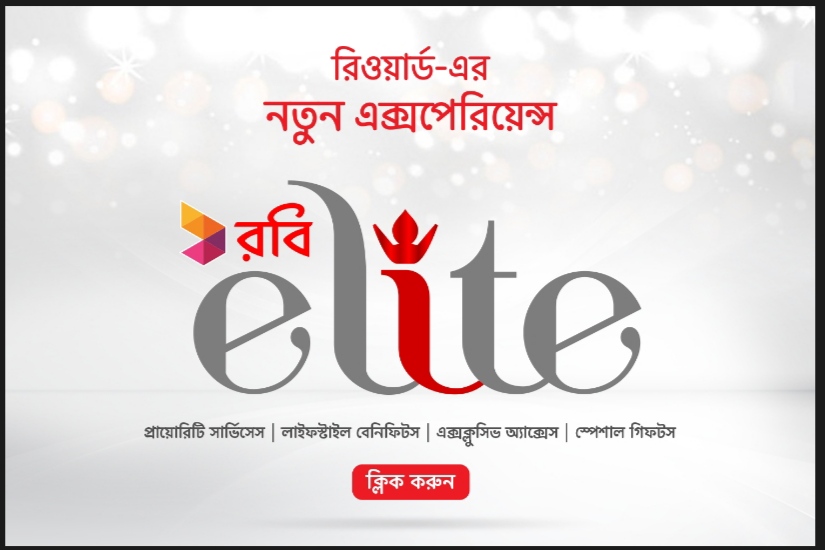 রিওয়ার্ড-এর
নতুন এক্সপেরিয়েন্স
রবি
elite
প্রায়োরিটি সার্ভিসেস | লাইফস্টাইল বেনিফিটস | এক্সক্লুসিভ অ্যাক্সেস | স্পেশাল গিফটস
ক্লিক করুন